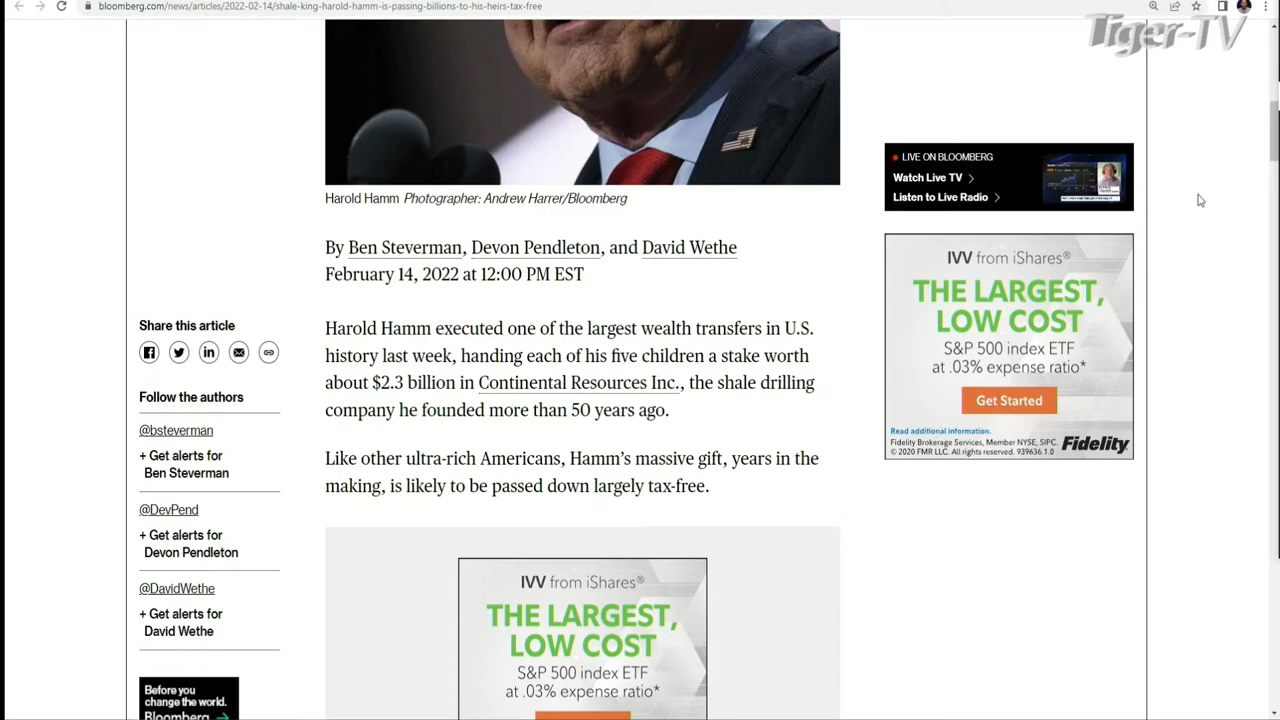 bloomberg.com/news/articles/2022-02-14/shale-king-harold-hamm-is-passing-billions-to-his-heirs-tax-free
Tiger-TV
Harold Hamm Photographer: Andrew Harrer/Bloomberg
By Ben Steverman, Devon Pendleton, and David Wethe
February 14, 2022 at 12:00 PM EST
Share this article
Follow the authors
@bsteverman
+ Get alerts for
Ben Steverman
@DevPend
+ Get alerts for
Devon Pendleton
@DavidWethe
+ Get alerts for
David Wethe
Before you
change the world.
Bloomberg
Harold Hamm executed one of the largest wealth transfers in U.S.
history last week, handing each of his five children a stake worth
about $2.3 billion in Continental Resources Inc., the shale drilling
company he founded more than 50 years ago.
Like other ultra-rich Americans, Hamm's massive gift, years in the
making, is likely to be passed down largely tax-free.
IVV from iShares®
THE LARGEST,
LOW COST
S&P 500 index ETF
at .03% expense ratio*
LIVE ON BLOOMBERG
Watch Live TV
Listen to Live Radio
IVV from iShares®
THE LARGEST,
LOW COST
S&P 500 index ETF
at .03% expense ratio*
Get Started
Read additional information.
Fidelity Brokerage Services, Member NYSE, SIPC.
© 2020 FMR LLC. All rights reserved. 939636.1.0
Fidelity